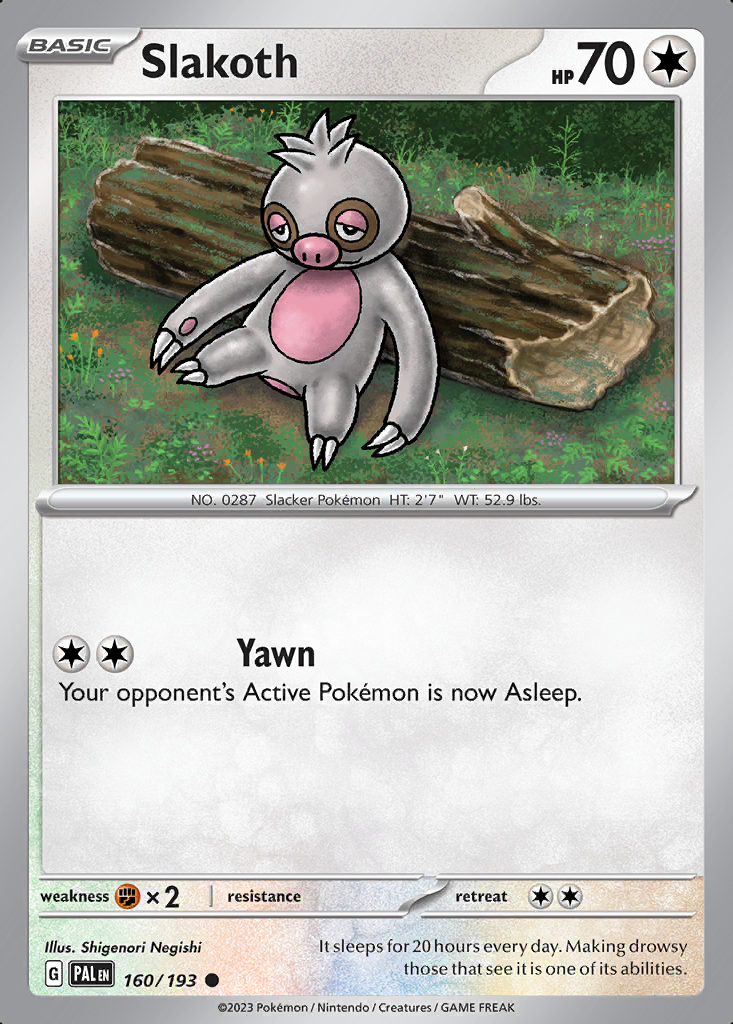 BASIC
Slakoth
HP 70
NO. 0287 Slacker Pokémon HT: 2'7" WT: 52.9 lbs.
Yawn
Your opponent's Active Pokémon is now Asleep.
weakness ×2 resistance retreat
Illus. Shigenori Negishi
It sleeps for 20 hours every day. Making drowsy
those that see it is one of its abilities.
G PAL EN 160/193
©2023 Pokémon / Nintendo / Creatures / GAME FREAK